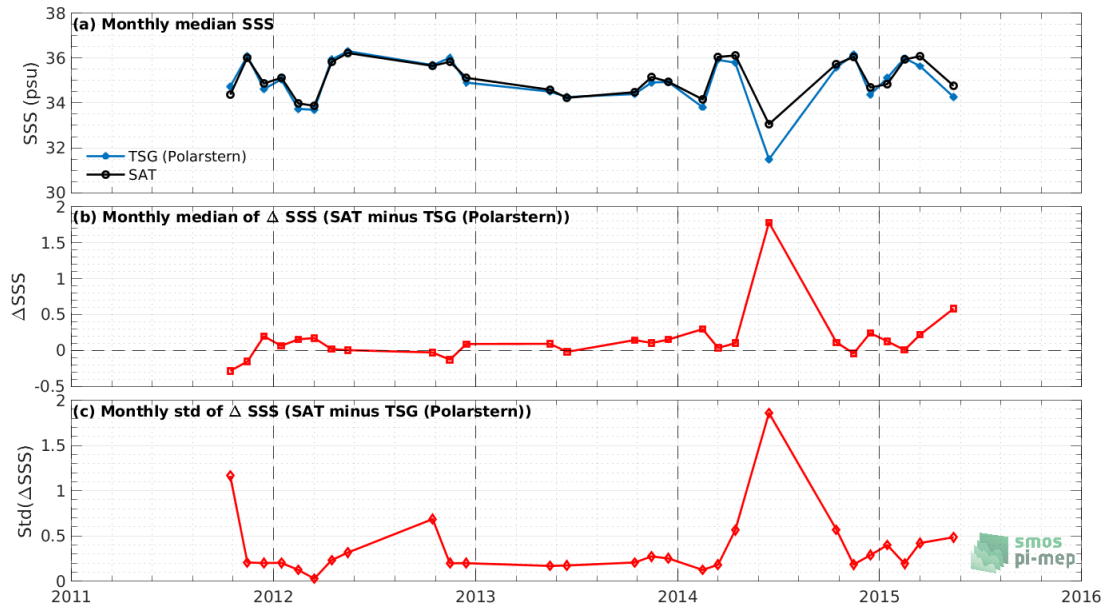 (a) Monthly median SSS
38
36
34
32
30
SSS (psu)
TSG (Polarstern)
SAT
(b) Monthly median of Δ SSS (SAT minus TSG (Polarstern))
2
1.5
1
0.5
0
-0.5
ΔSSS
(c) Monthly std of Δ SSS (SAT minus TSG (Polarstern))
2
1.5
1
0.5
0
Std(ΔSSS)
smos
pi-mep
2011
2012
2013
2014
2015
2016